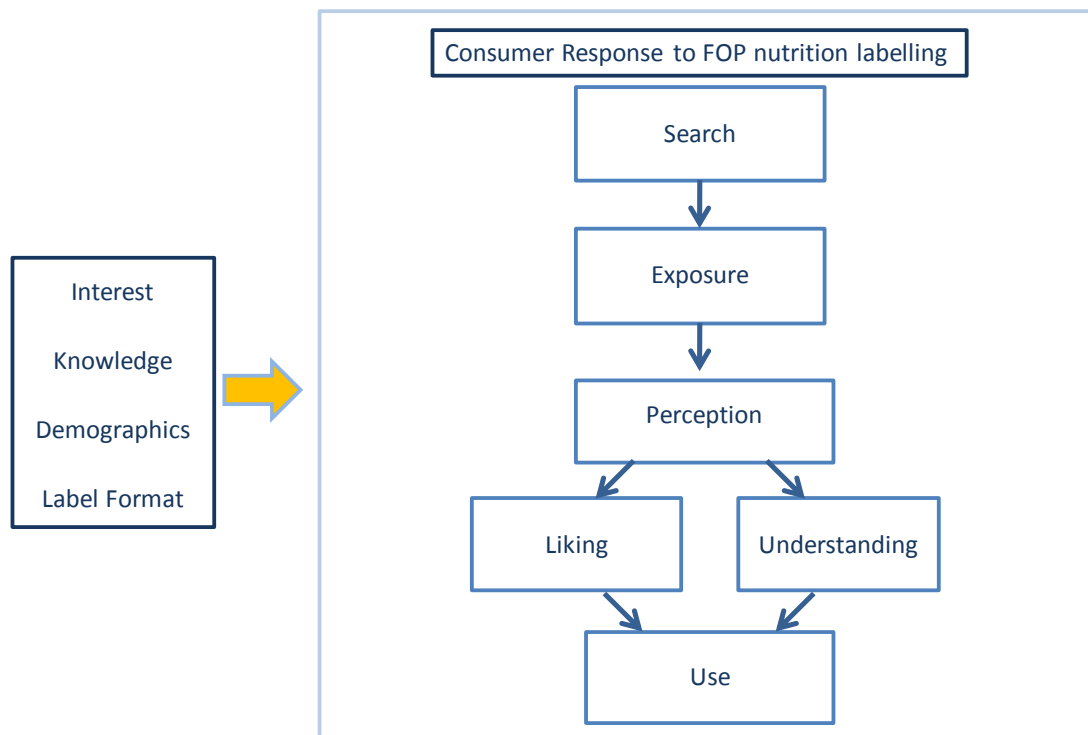 Consumer Response to FOP nutrition labelling
Search
Exposure
Interest
Knowledge
Demographics
Label Format
Perception
Liking
Understanding
Use